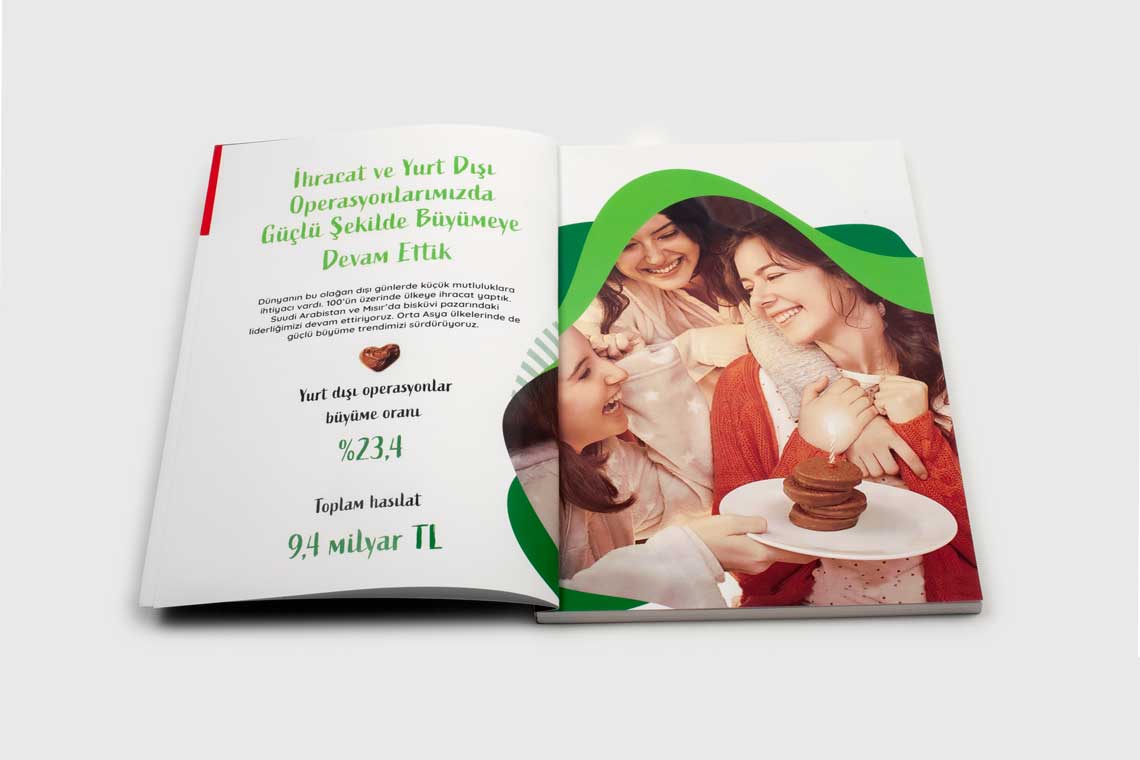 İhracat ve Yurt Dışı
Operasyonlarımızda
Güçlü Şekilde Büyümeye
Devam Ettik
Dünyanın bu olağan dışı günlerde küçük mutluluklara
ihtiyacı vardı. 100'ün üzerinde ülkeye ihracat yaptık.
Suudi Arabistan ve Mısır'da bisküvi pazarındaki
liderliğimizi devam ettiriyoruz. Orta Asya ülkelerinde de
güçlü büyüme trendimizi sürdürüyoruz.
Yurt dışı operasyonlar
büyüme oranı
%23,4
Toplam hasılat
9,4 milyar TL